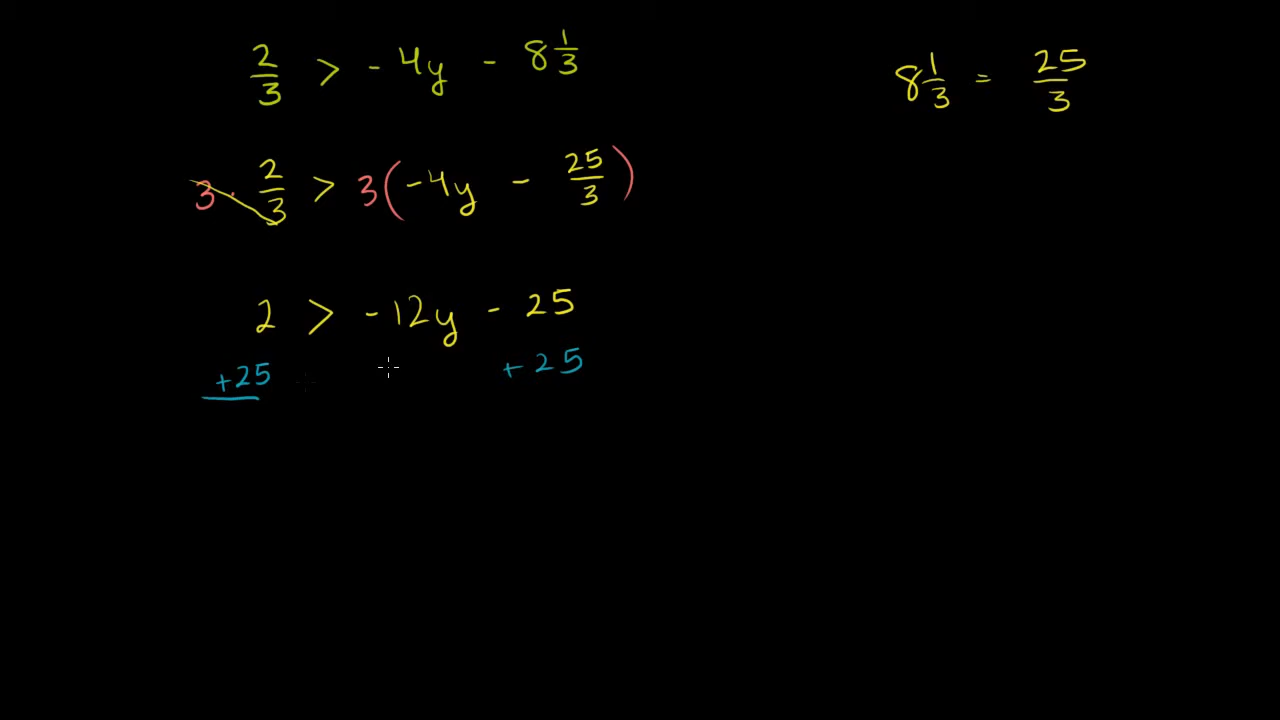 2/3 > - 4y - 8 1/3
8 1/3 = 25/3
3 · 2/3 > 3(-4y - 25/3)
2 > -12y - 25
+25 +25